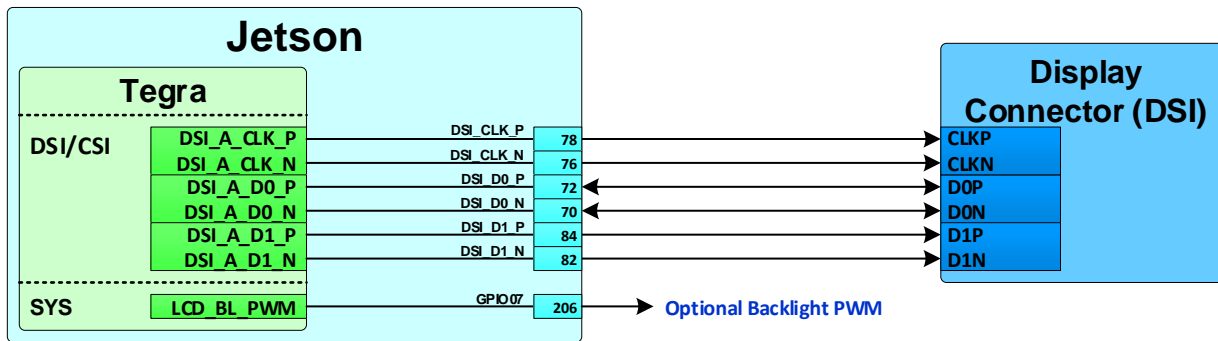 Jetson
Tegra
Display
Connector (DSI)
DSI/CSI
DSI_A_CLK_P DSI_CLK_P 78 CLKP
DSI_A_CLK_N DSI_CLK_N 76 CLKN
DSI_A_D0_P DSI_D0_P 72 D0P
DSI_A_D0_N DSI_D0_N 70 D0N
DSI_A_D1_P DSI_D1_P 84 D1P
DSI_A_D1_N DSI_D1_N 82 D1N
SYS LCD_BL_PWM GPIO07 206 Optional Backlight PWM